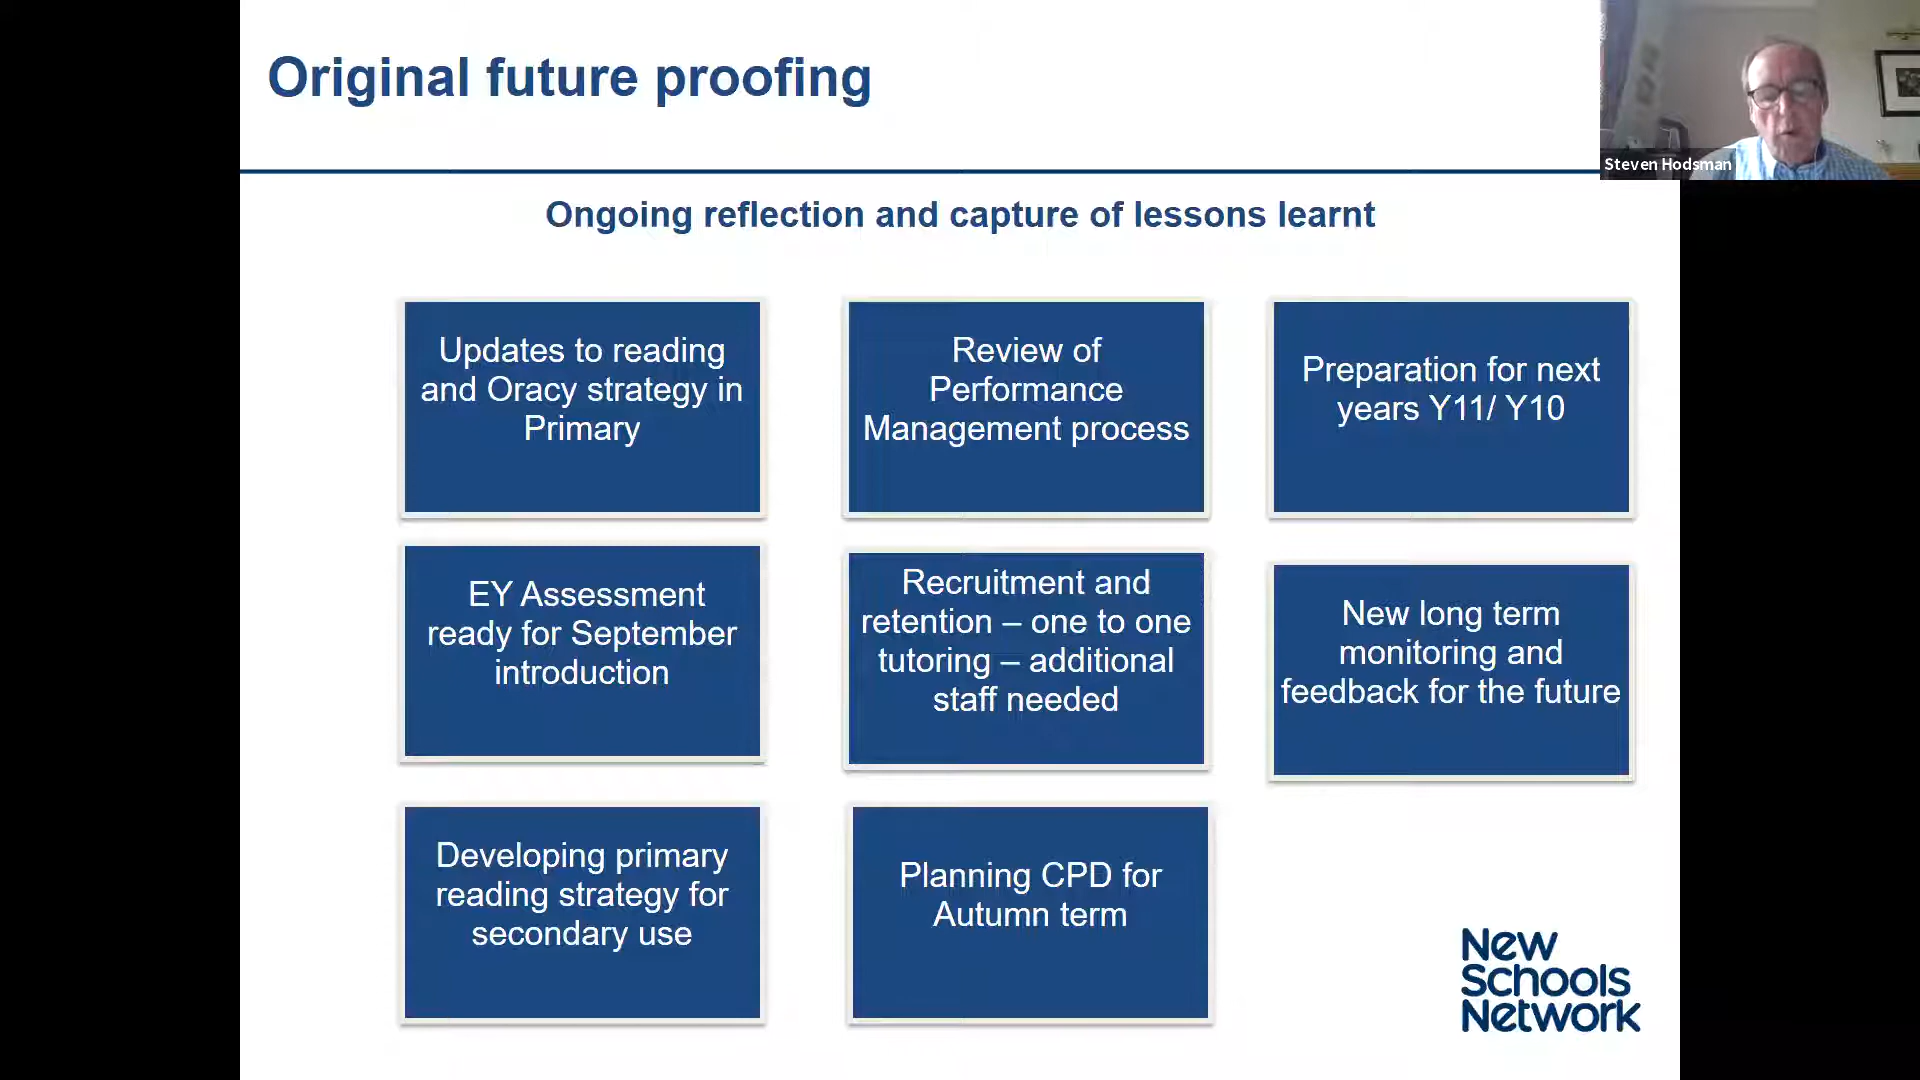 Original future proofing
Steven Hodsman
Ongoing reflection and capture of lessons learnt
Updates to reading
and Oracy strategy in
Primary
Review of
Performance
Management process
Preparation for next
years Y11/ Y10
EY Assessment
ready for September
introduction
Recruitment and
retention – one to one
tutoring – additional
staff needed
New long term
monitoring and
feedback for the future
Developing primary
reading strategy for
secondary use
Planning CPD for
Autumn term
New
Schools
Network